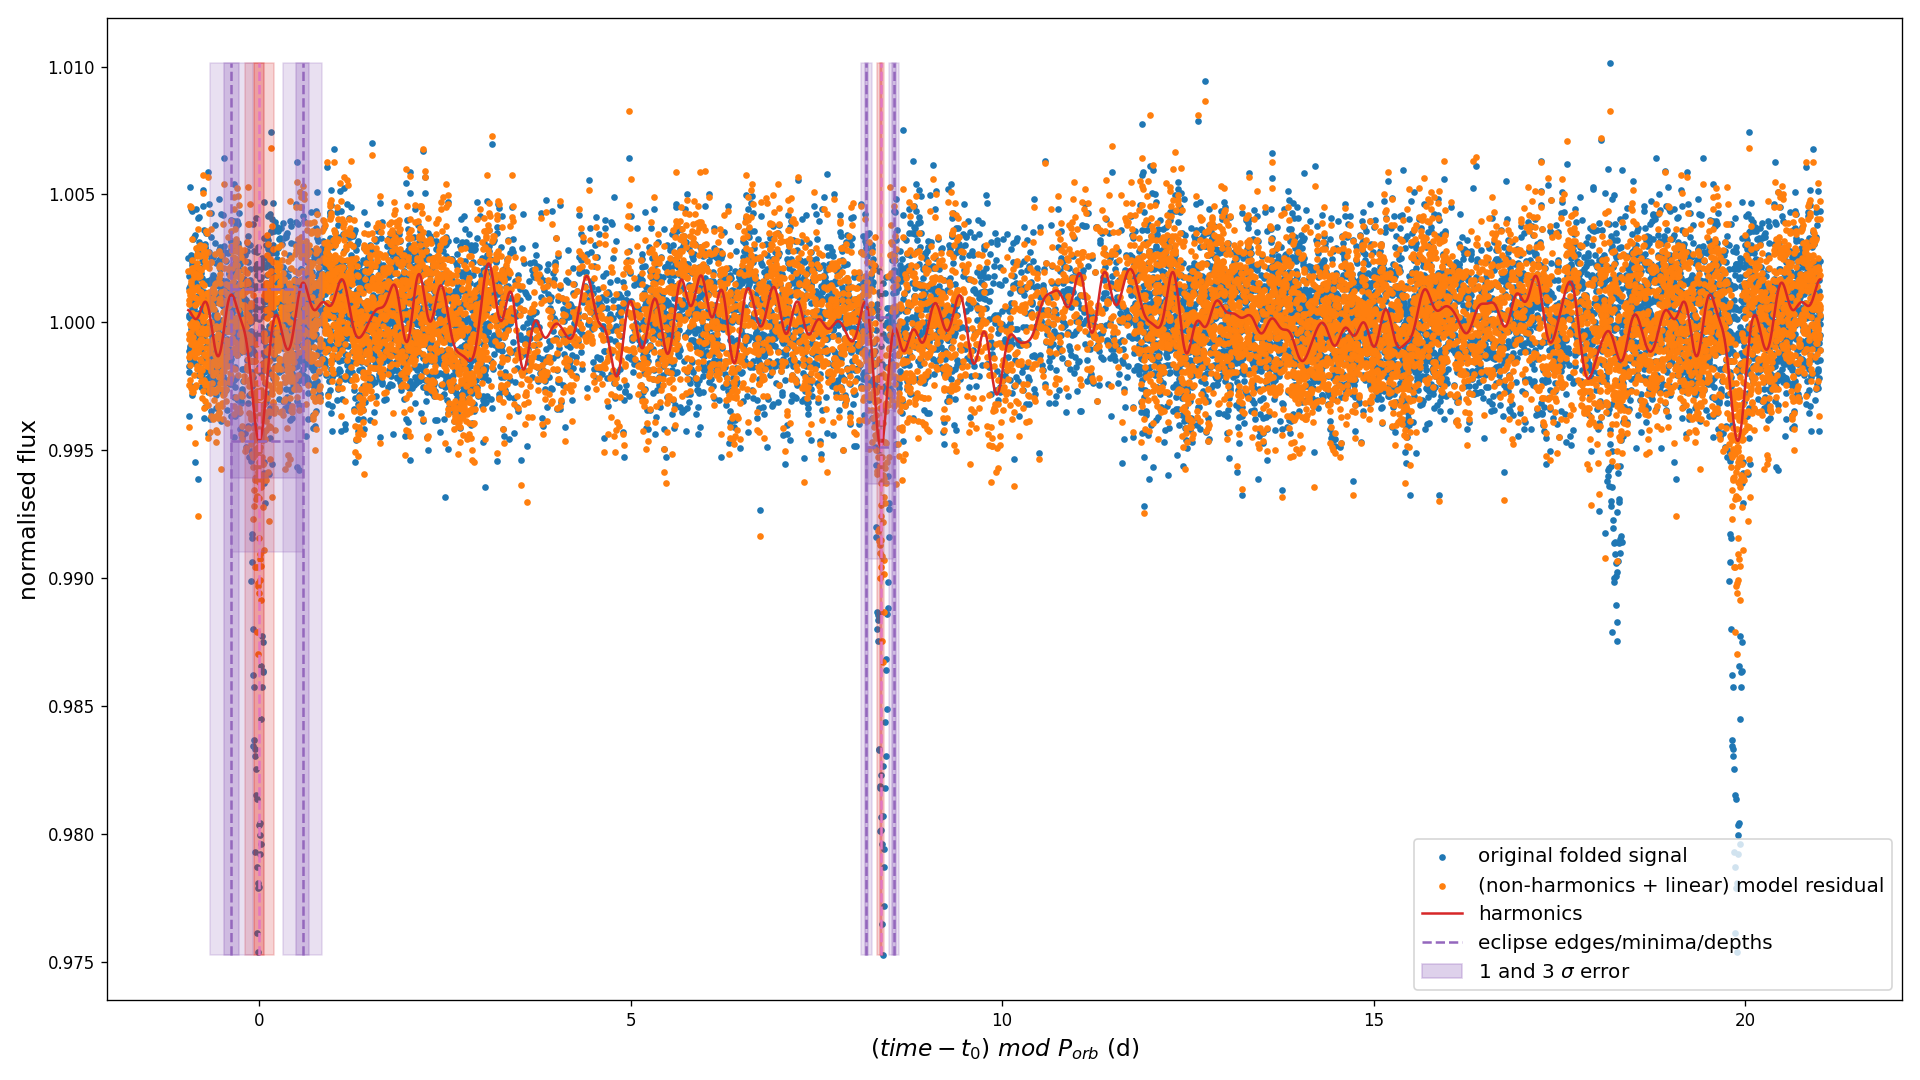 1.010
1.005
1.000
0.995
0.990
0.985
0.980
0.975
normalised flux
original folded signal
(non-harmonics + linear) model residual
harmonics
eclipse edges/minima/depths
1 and 3 σ error
0 5 10 15 20
(time − t₀) mod P_orb (d)